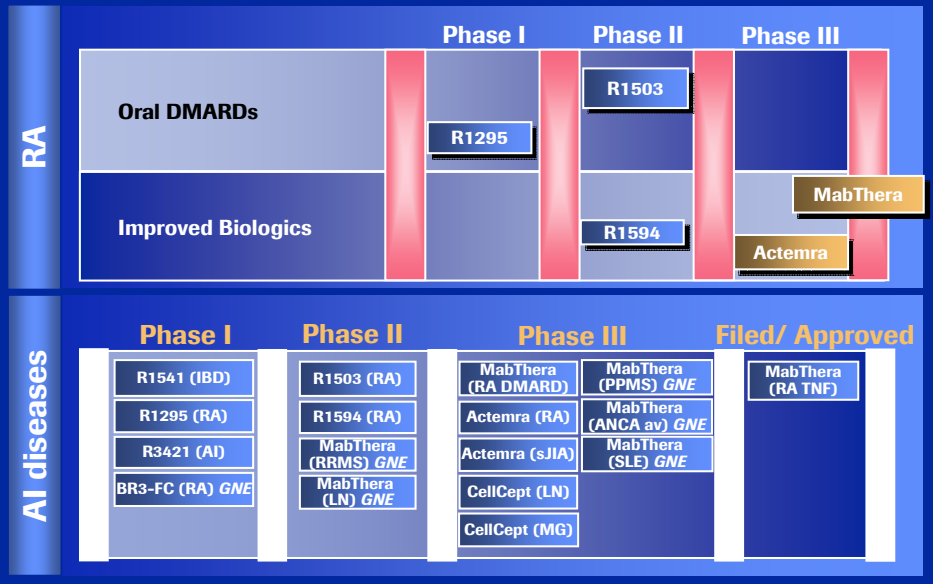 Phase I
Phase II
Phase III
RA
Oral DMARDs
R1503
R1295
Improved Biologics
MabThera
R1594
Actemra
AI diseases
Phase I
Phase II
Phase III
Filed/ Approved
R1541 (IBD)
R1295 (RA)
R3421 (AI)
BR3-FC (RA) GNE
R1503 (RA)
R1594 (RA)
MabThera
(RRMS) GNE
MabThera
(LN) GNE
MabThera
(RA DMARD)
Actemra (RA)
Actemra (sJIA)
CellCept (LN)
CellCept (MG)
MabThera
(PPMS) GNE
MabThera
(ANCA av) GNE
MabThera
(SLE) GNE
MabThera
(RA TNF)